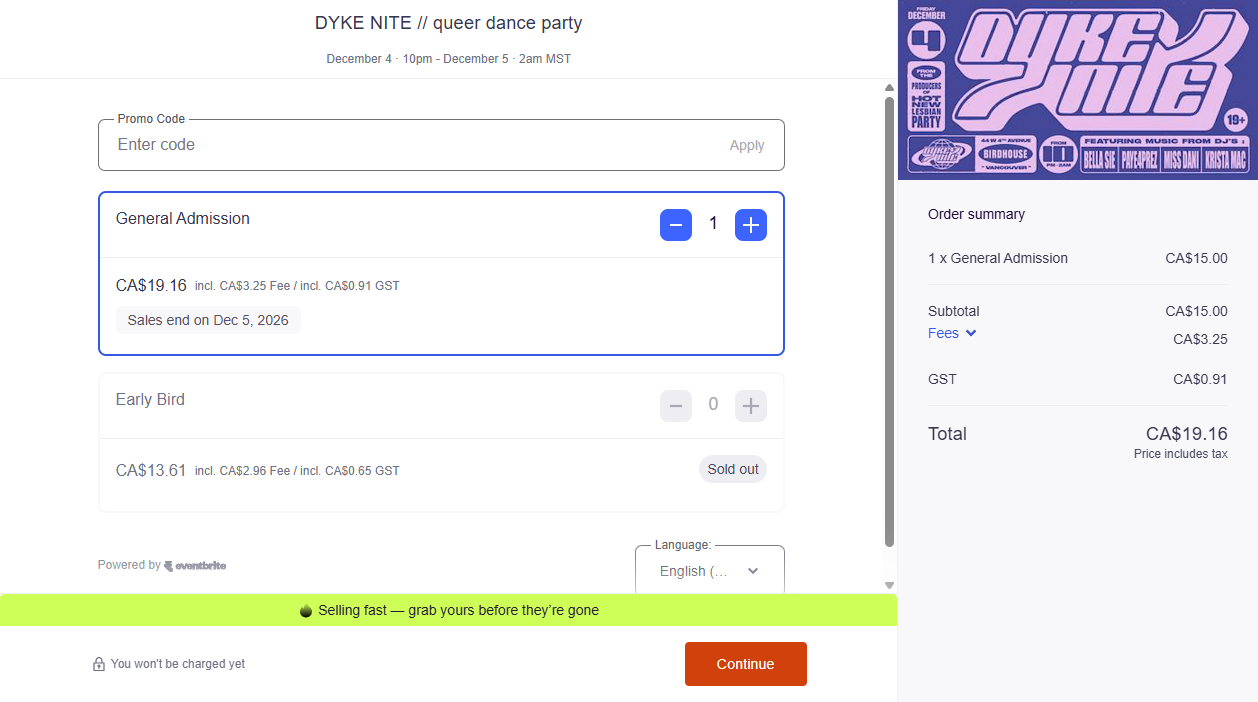 DYKE NITE // queer dance party
December 4 · 10pm - December 5 · 2am MST
Promo Code
Enter code
Apply
General Admission
1
CA$19.16 incl. CA$3.25 Fee / incl. CA$0.91 GST
Sales end on Dec 5, 2026
Early Bird
0
CA$13.61 incl. CA$2.96 Fee / incl. CA$0.65 GST
Sold out
Powered by eventbrite
Language:
English (...
Selling fast — grab yours before they're gone
You won't be charged yet
Continue
FRIDAY
DECEMBER
4
FROM
THE
PRODUCERS
OF
HOT
NEW
LESBIAN
PARTY
DYKE
NITE
19+
DYKE
NITE
44 W 4TH AVENUE
BIRDHOUSE
VANCOUVER
FROM
PM-2AM
FEATURING MUSIC FROM DJ'S :
BELLA SIE
PAYE4PREZ
MISS DANI
KRISTA MAC
Order summary
1 x General Admission CA$15.00
Subtotal CA$15.00
Fees CA$3.25
GST CA$0.91
Total CA$19.16
Price includes tax